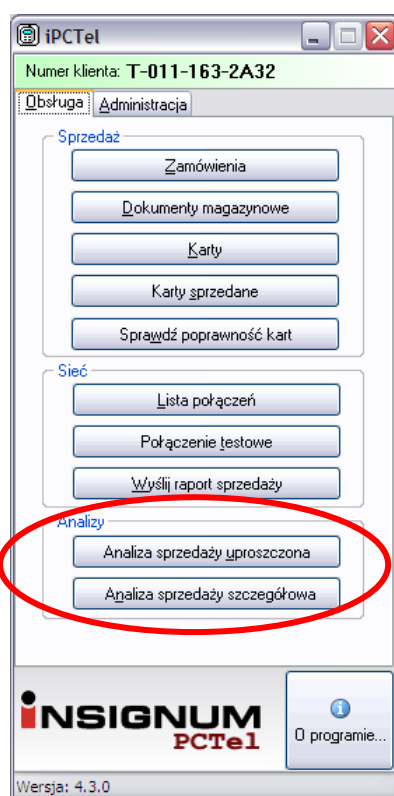 iPCTel
Numer klienta: T-011-163-2A32
Obsługa Administracja
Sprzedaż
Zamówienia
Dokumenty magazynowe
Karty
Karty sprzedane
Sprawdź poprawność kart
Sieć
Lista połączeń
Połączenie testowe
Wyślij raport sprzedaży
Analizy
Analiza sprzedaży uproszczona
Analiza sprzedaży szczegółowa
iNSIGNUM
PCTel
O programie...
Wersja: 4.3.0